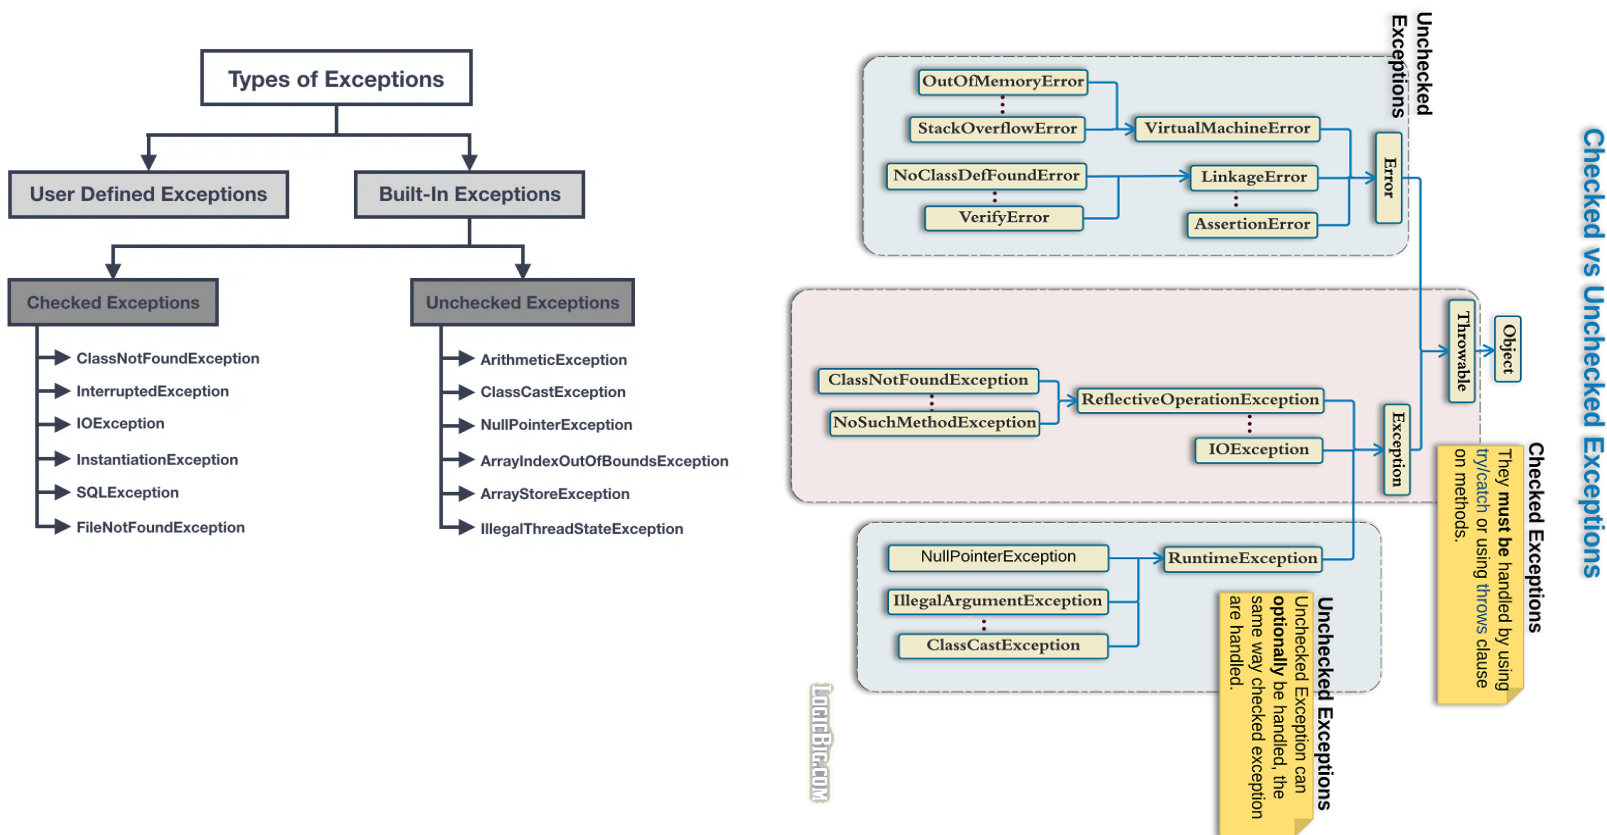 Types of Exceptions
User Defined Exceptions
Built-In Exceptions
Checked Exceptions
Unchecked Exceptions
ClassNotFoundException
InterruptedException
IOException
InstantiationException
SQLException
FileNotFoundException
ArithmeticException
ClassCastException
NullPointerException
ArrayIndexOutOfBoundsException
ArrayStoreException
IllegalThreadStateException
Checked vs Unchecked Exceptions
Unchecked
Exceptions
OutOfMemoryError
StackOverflowError
VirtualMachineError
NoClassDefFoundError
VerifyError
LinkageError
AssertionError
Error
Object
Throwable
Exception
ClassNotFoundException
NoSuchMethodException
ReflectiveOperationException
IOException
Checked Exceptions
They must be handled by using
try/catch or using throws clause
on methods.
NullPointerException
IllegalArgumentException
ClassCastException
RuntimeException
Unchecked Exceptions
Unchecked Exception can
optionally be handled, the
same way checked exception
are handled.
LogicBig.com